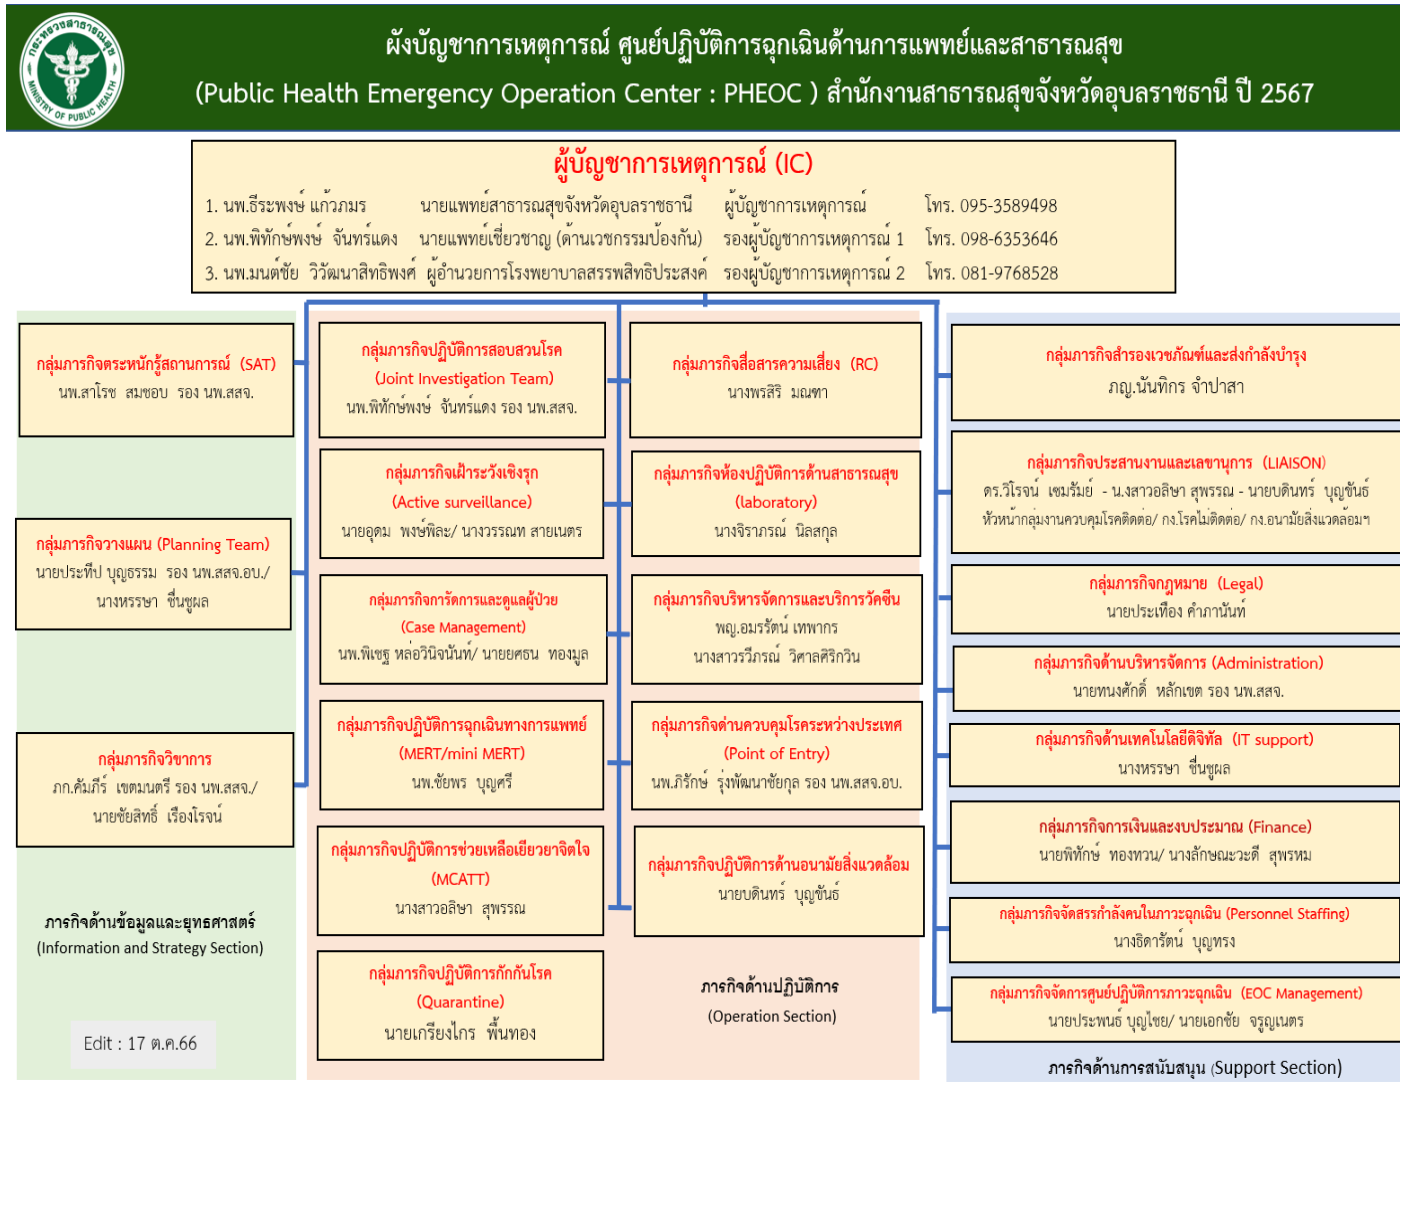 กระทรวงสาธารณสุข
MINISTRY OF PUBLIC HEALTH
ผังบัญชาการเหตุการณ์ ศูนย์ปฏิบัติการฉุกเฉินด้านการแพทย์และสาธารณสุข
(Public Health Emergency Operation Center : PHEOC ) สำนักงานสาธารณสุขจังหวัดอุบลราชธานี ปี 2567
ผู้บัญชาการเหตุการณ์ (IC)
1. นพ.ธีระพงษ์ แก้วภมร นายแพทย์สาธารณสุขจังหวัดอุบลราชธานี ผู้บัญชาการเหตุการณ์ โทร. 095-3589498
2. นพ.พิทักษ์พงษ์ จันทร์แดง นายแพทย์เชี่ยวชาญ (ด้านเวชกรรมป้องกัน) รองผู้บัญชาการเหตุการณ์ 1 โทร. 098-6353646
3. นพ.มนต์ชัย วิวัฒนาสิทธิพงศ์ ผู้อำนวยการโรงพยาบาลสรรพสิทธิประสงค์ รองผู้บัญชาการเหตุการณ์ 2 โทร. 081-9768528
กลุ่มภารกิจตระหนักรู้สถานการณ์ (SAT)
นพ.สาโรช สมชอบ รอง นพ.สสจ.
กลุ่มภารกิจวางแผน (Planning Team)
นายประทีป บุญธรรม รอง นพ.สสจ.อบ./
นางหรรษา ชื่นชูผล
กลุ่มภารกิจวิชาการ
ภก.คัมภีร์ เขตมนตรี รอง นพ.สสจ./
นายชัยสิทธิ์ เรืองโรจน์
ภารกิจด้านข้อมูลและยุทธศาสตร์
(Information and Strategy Section)
Edit : 17 ต.ค.66
กลุ่มภารกิจปฏิบัติการสอบสวนโรค
(Joint Investigation Team)
นพ.พิทักษ์พงษ์ จันทร์แดง รอง นพ.สสจ.
กลุ่มภารกิจเฝ้าระวังเชิงรุก
(Active surveillance)
นายอุดม พงษ์พิละ/ นางวรรณท สายเนตร
กลุ่มภารกิจการัดการและดูแลผู้ป่วย
(Case Management)
นพ.พิเชฐ หล่อวินิจนันท์/ นายยศธน ทองมูล
กลุ่มภารกิจปฏิบัติการฉุกเฉินทางการแพทย์
(MERT/mini MERT)
นพ.ชัยพร บุญศรี
กลุ่มภารกิจปฏิบัติการช่วยเหลือเยียวยาจิตใจ
(MCATT)
นางสาวอลิษา สุพรรณ
กลุ่มภารกิจปฏิบัติการกักกันโรค
(Quarantine)
นายเกรียงไกร พื้นทอง
กลุ่มภารกิจสื่อสารความเสี่ยง (RC)
นางพรสิริ มณฑา
กลุ่มภารกิจห้องปฏิบัติการด้านสาธารณสุข
(laboratory)
นางจิราภรณ์ นิลสกุล
กลุ่มภารกิจบริหารจัดการและบริการวัคซีน
พญ.อมรรัตน์ เทพากร
นางสาวรวีภรณ์ วิศาลศิริกวิน
กลุ่มภารกิจด่านควบคุมโรคระหว่างประเทศ
(Point of Entry)
นพ.ภิรักษ์ รุ่งพัฒนาชัยกุล รอง นพ.สสจ.อบ.
กลุ่มภารกิจปฏิบัติการด้านอนามัยสิ่งแวดล้อม
นายบดินทร์ บุญขันธ์
ภารกิจด้านปฏิบัติการ
(Operation Section)
กลุ่มภารกิจสำรองเวชภัณฑ์และส่งกำลังบำรุง
ภญ.นันทิกร จำปาสา
กลุ่มภารกิจประสานงานและเลขานุการ (LIAISON)
ดร.วิโรจน์ เซมรัมย์ - น.งสาวอลิษา สุพรรณ - นายบดินทร์ บุญขันธ์
หัวหน้ากลุ่มงานควบคุมโรคติดต่อ/ กง.โรคไม่ติดต่อ/ กง.อนามัยสิ่งแวดล้อมฯ
กลุ่มภารกิจกฎหมาย (Legal)
นายประเทือง คำภานันท์
กลุ่มภารกิจด้านบริหารจัดการ (Administration)
นายทนงศักดิ์ หลักเขต รอง นพ.สสจ.
กลุ่มภารกิจด้านเทคโนโลยีดิจิทัล (IT support)
นางหรรษา ชื่นชูผล
กลุ่มภารกิจการเงินและงบประมาณ (Finance)
นายพิทักษ์ ทองทวน/ นางลักษณะวะดี สุพรหม
กลุ่มภารกิจจัดสรรกำลังคนในภาวะฉุกเฉิน (Personnel Staffing)
นางธิดารัตน์ บุญทรง
กลุ่มภารกิจจัดการศูนย์ปฏิบัติการภาวะฉุกเฉิน (EOC Management)
นายประพนธ์ บุญไชย/ นายเอกชัย จรูญเนตร
ภารกิจด้านการสนับสนุน (Support Section)